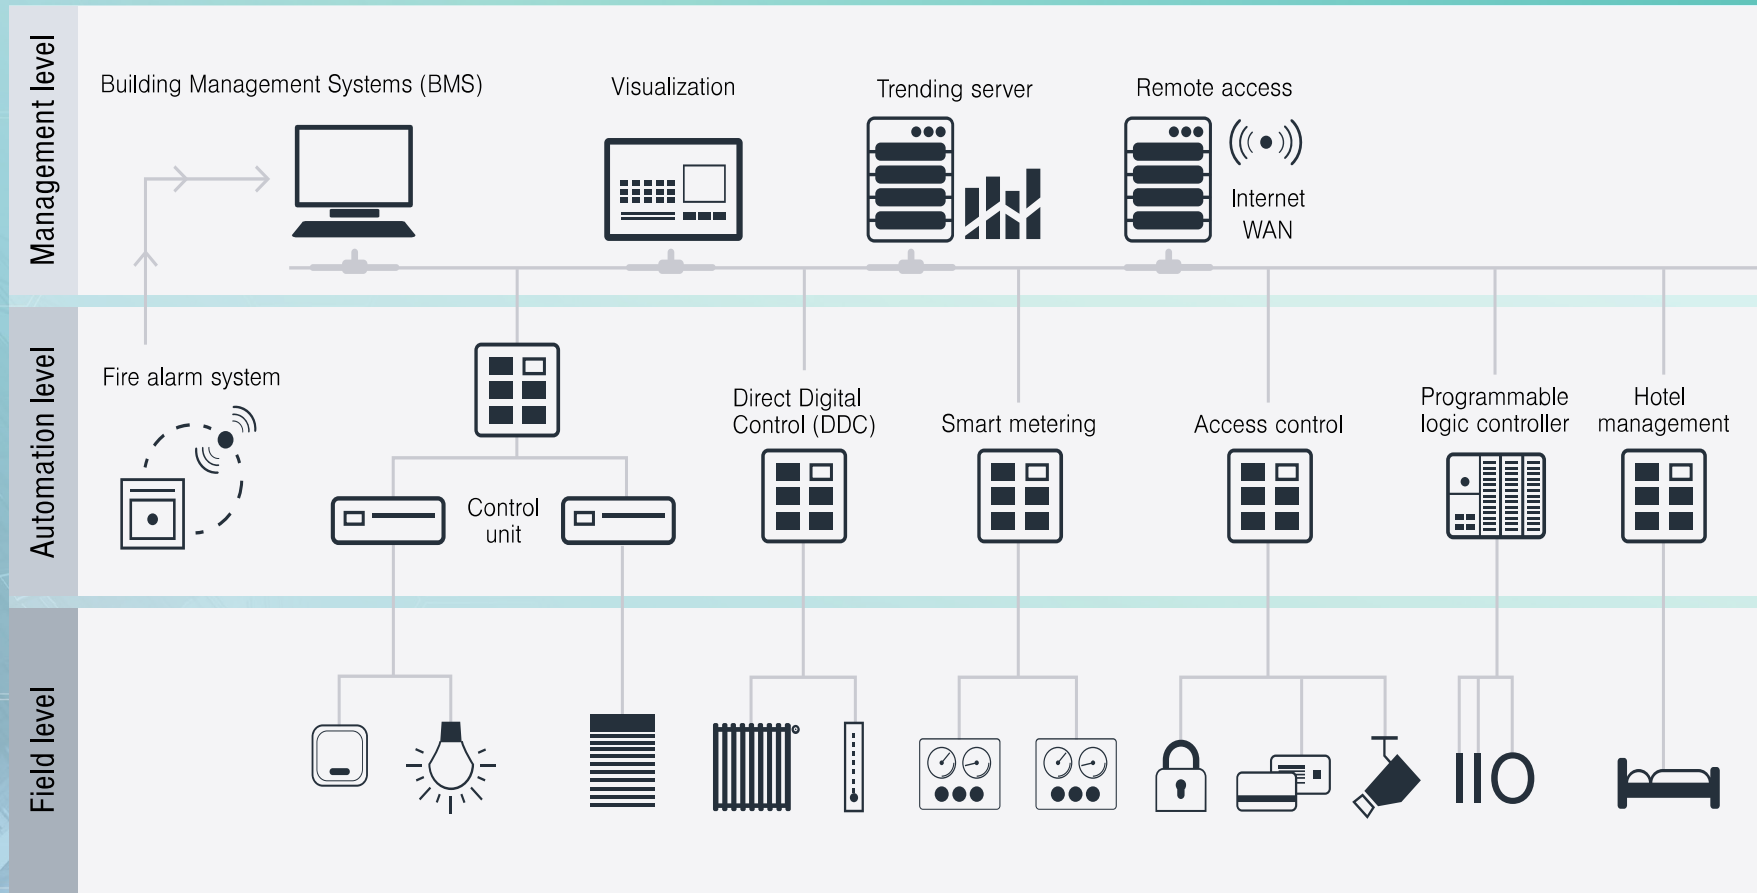 Management level
Building Management Systems (BMS)
Visualization
Trending server
Remote access
Internet
WAN
Automation level
Fire alarm system
Control
unit
Direct Digital
Control (DDC)
Smart metering
Access control
Programmable
logic controller
Hotel
management
Field level
IIO